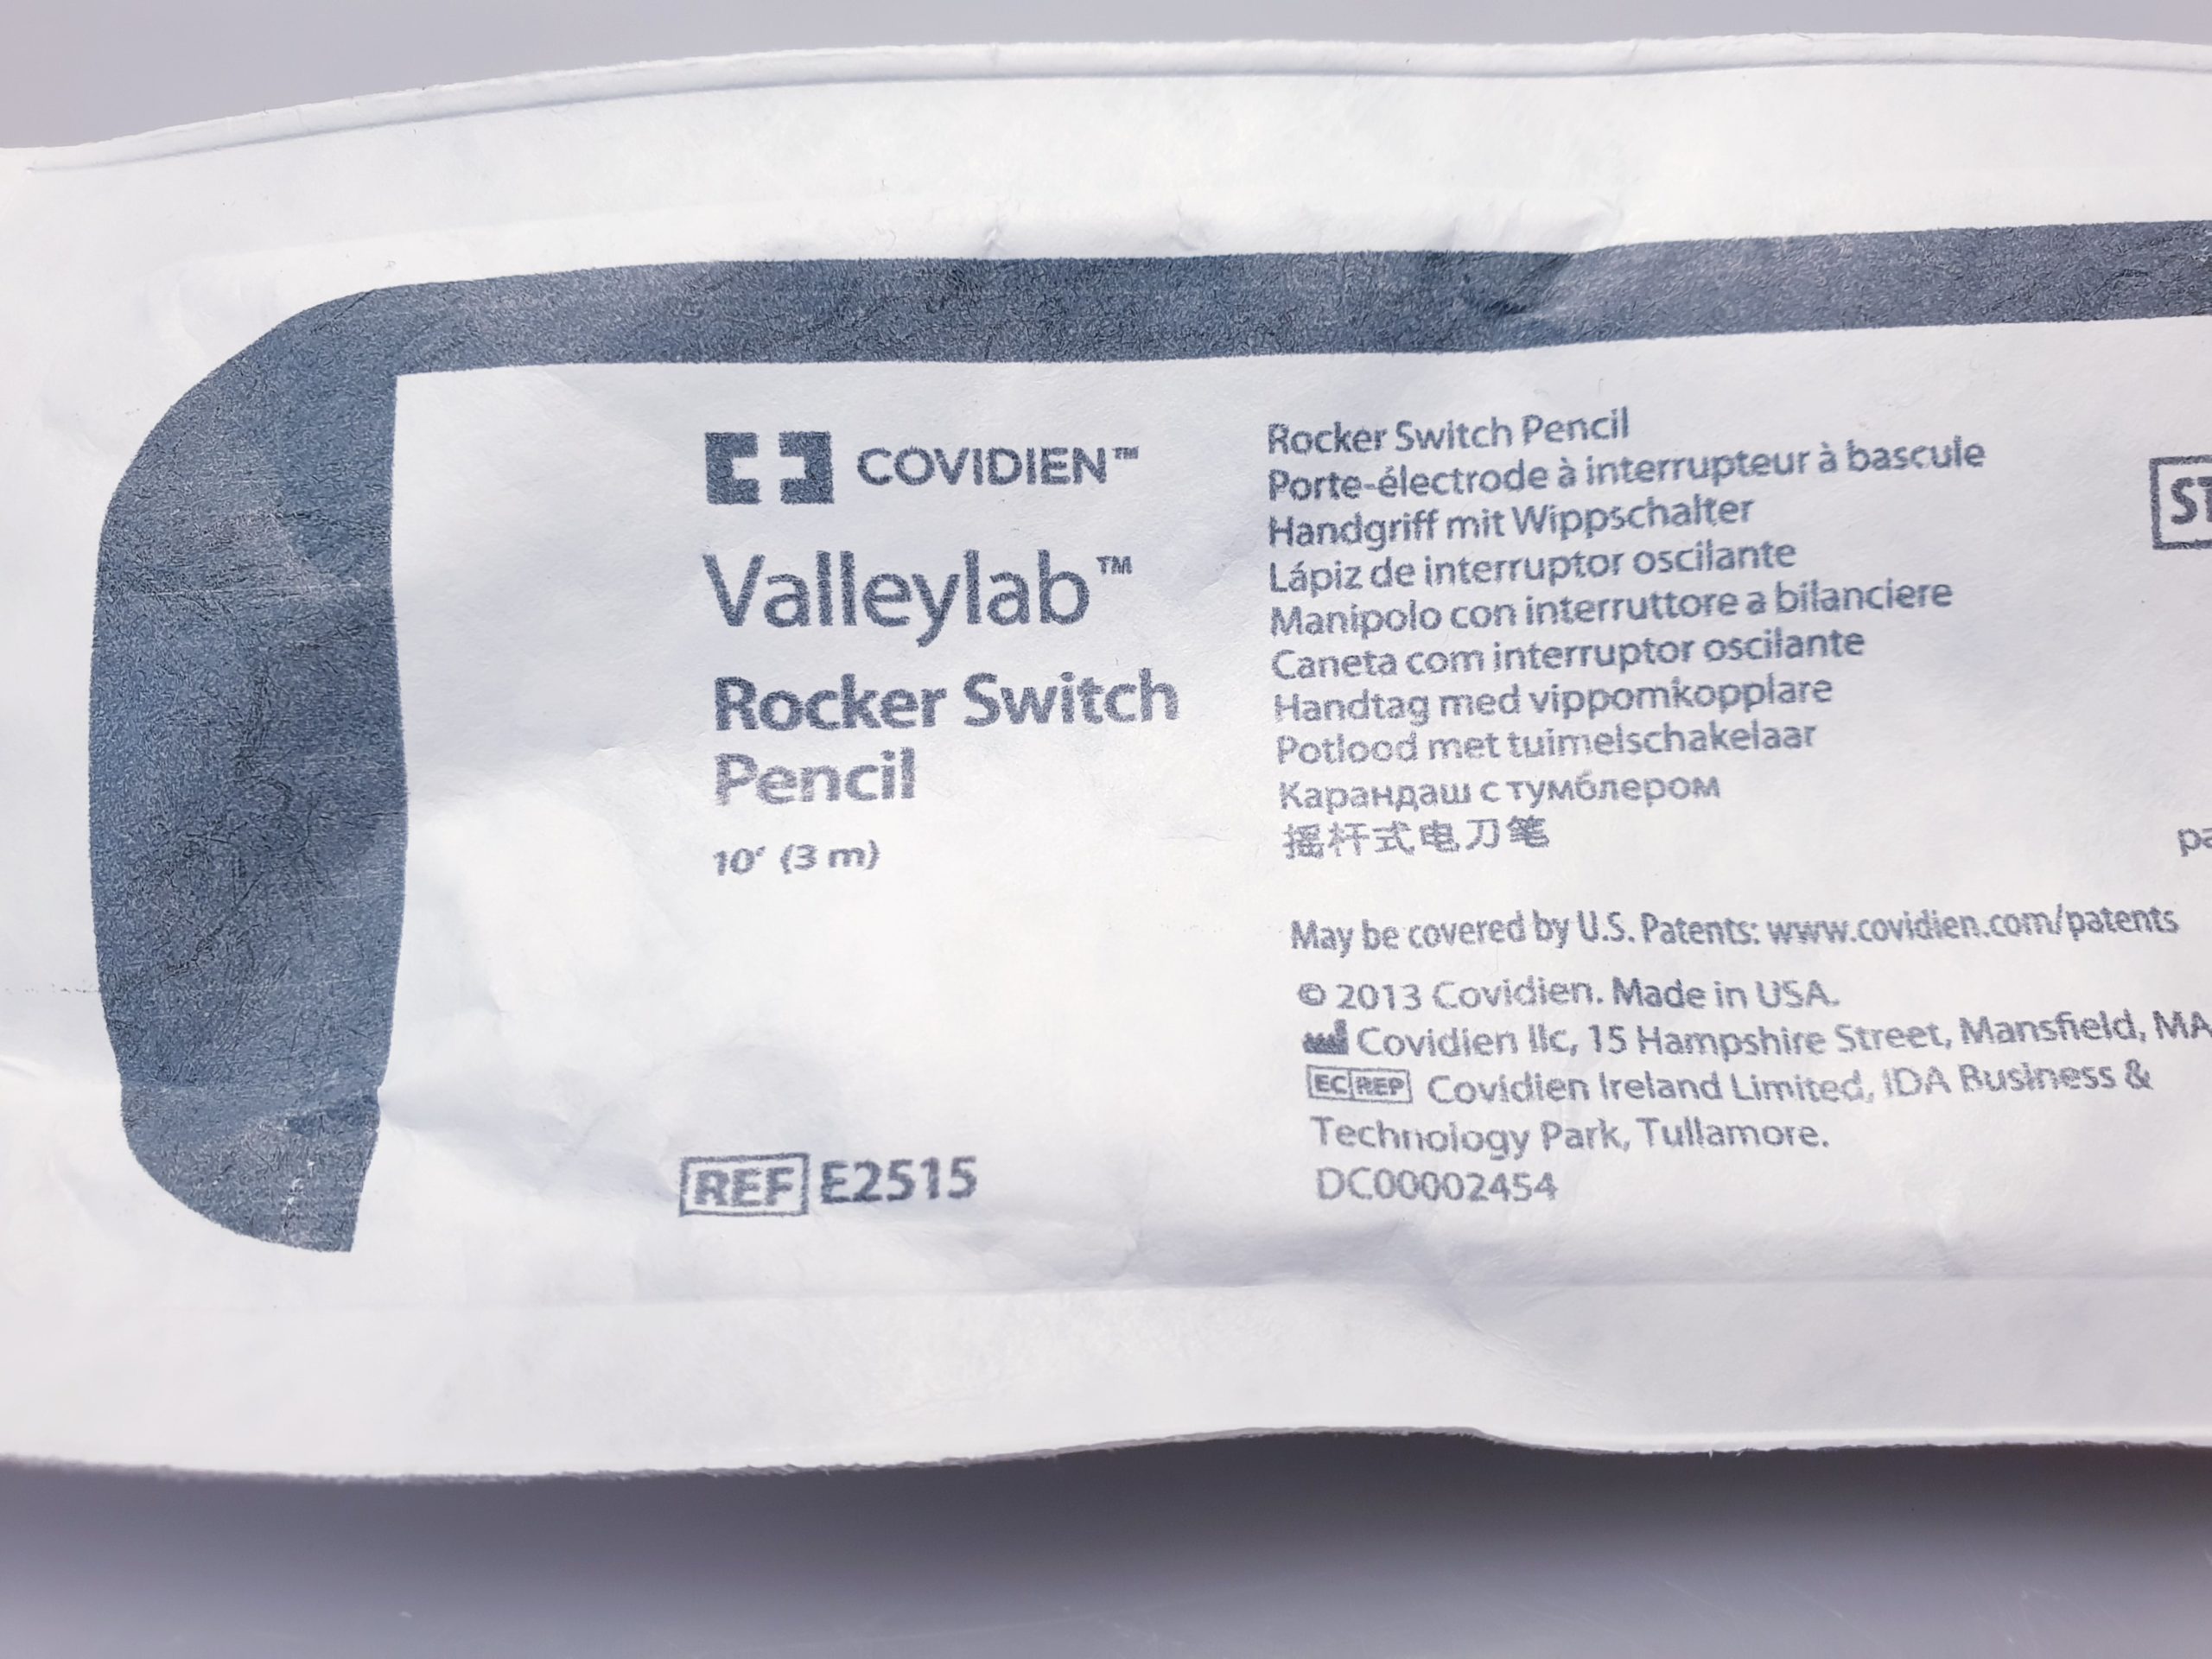 COVIDIEN™
Valleylab™
Rocker Switch
Pencil
10' (3 m)
REF E2515
Rocker Switch Pencil
Porte-électrode à interrupteur à bascule
Handgriff mit Wippschalter
Lápiz de interruptor oscilante
Manipolo con interruttore a bilanciere
Caneta com interruptor oscilante
Handtag med vippomkopplare
Potlood met tuimelschakelaar
Карандаш с тумблером
摇杆式电刀笔
May be covered by U.S. Patents: www.covidien.com/patents
© 2013 Covidien. Made in USA.
Covidien llc, 15 Hampshire Street, Mansfield, MA
EC REP Covidien Ireland Limited, IDA Business &
Technology Park, Tullamore.
DC00002454